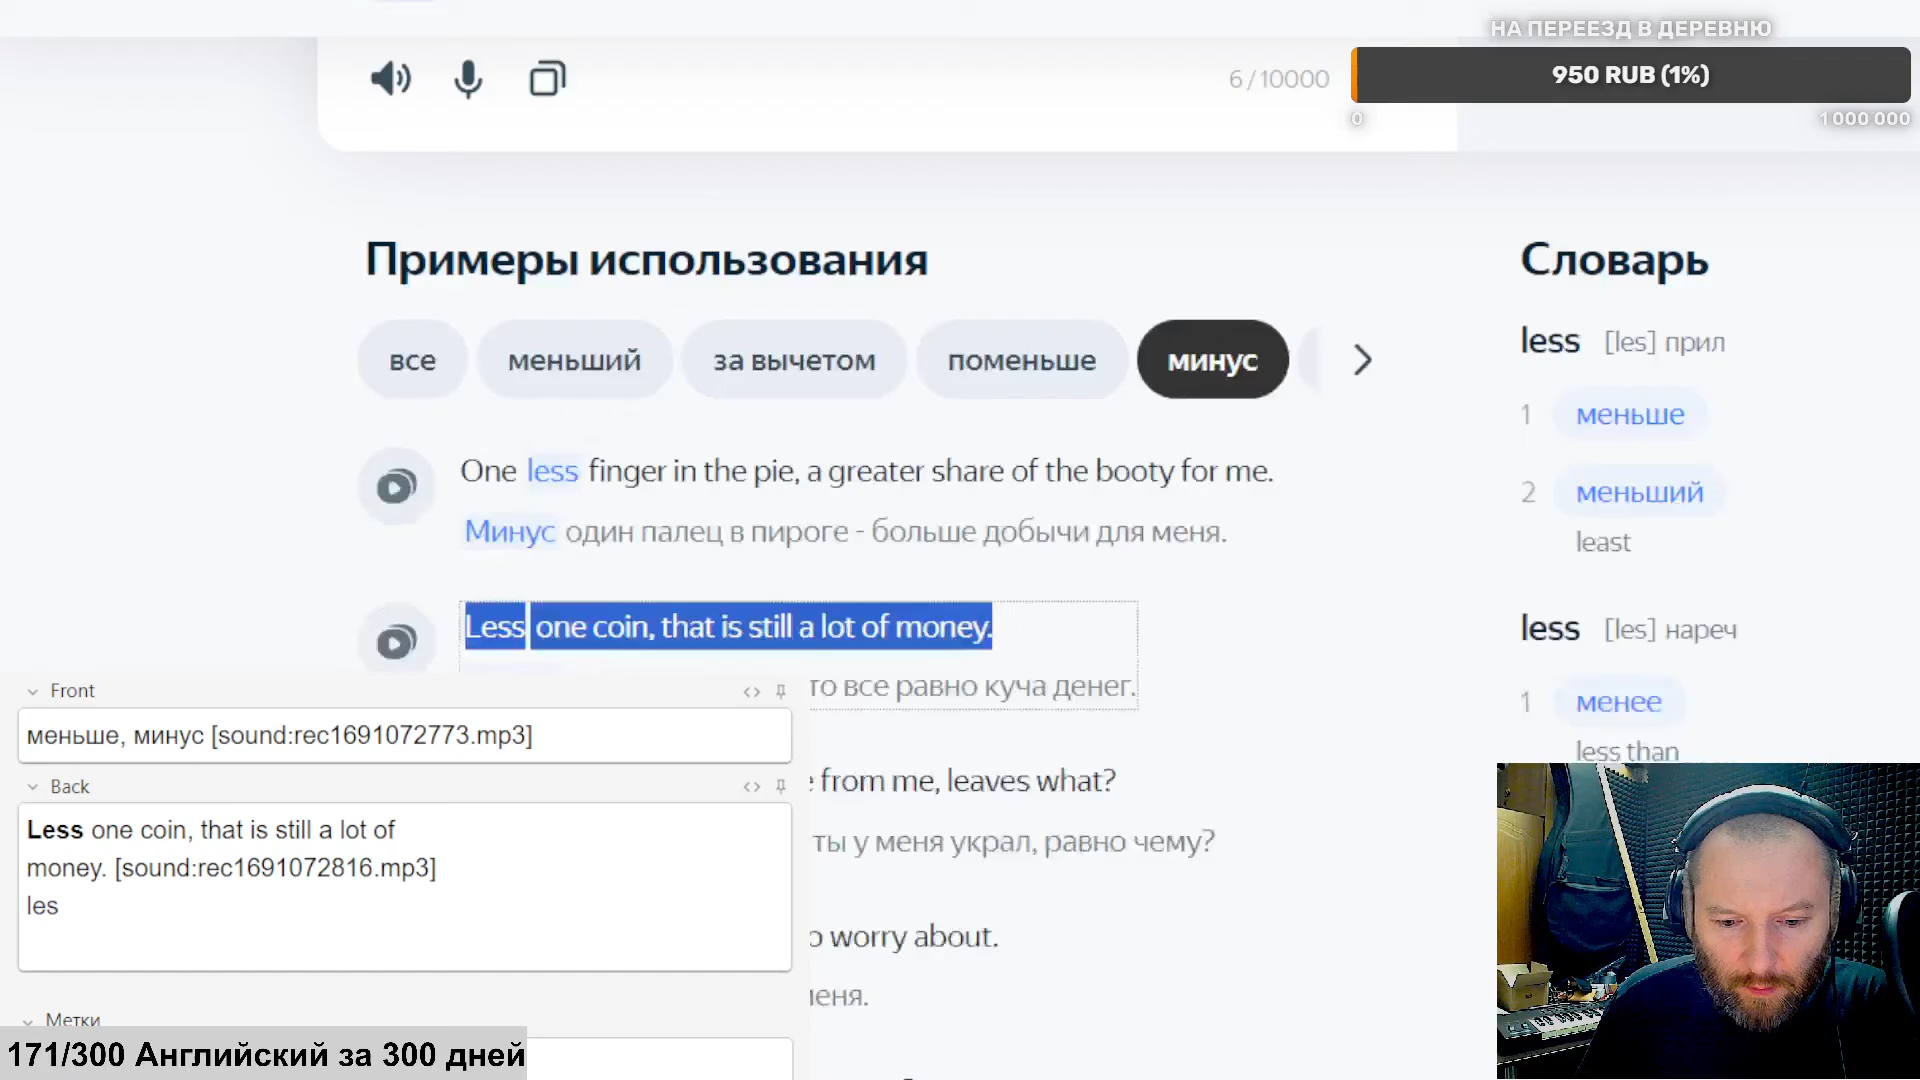 НА ПЕРЕЕЗД В ДЕРЕВНЮ
950 RUB (1%)
0
1 000 000
6 / 10000
Примеры использования
все
меньший
за вычетом
поменьше
минус
One less finger in the pie, a greater share of the booty for me.
Минус один палец в пироге - больше добычи для меня.
Less one coin, that is still a lot of money.
то все равно куча денег.
from me, leaves what?
ты у меня украл, равно чему?
worry about.
Словарь
less [les] прил
1 меньше
2 меньший
least
less [les] нареч
1 менее
less than
Front
меньше, минус [sound:rec1691072773.mp3]
Back
Less one coin, that is still a lot of
money. [sound:rec1691072816.mp3]
les
Метки
171/300 Английский за 300 дней